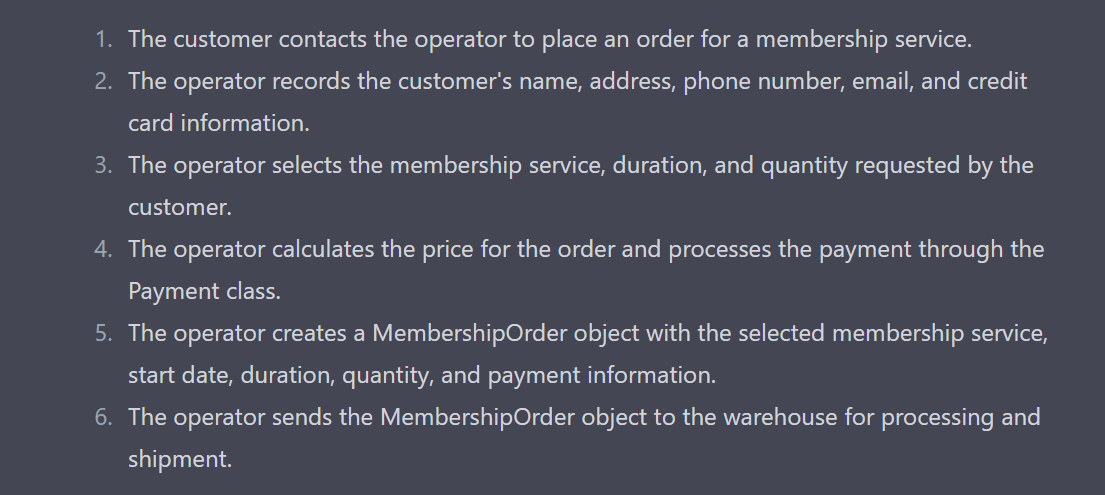 1. The customer contacts the operator to place an order for a membership service.
2. The operator records the customer's name, address, phone number, email, and credit
card information.
3. The operator selects the membership service, duration, and quantity requested by the
customer.
4. The operator calculates the price for the order and processes the payment through the
Payment class.
5. The operator creates a MembershipOrder object with the selected membership service,
start date, duration, quantity, and payment information.
6. The operator sends the MembershipOrder object to the warehouse for processing and
shipment.